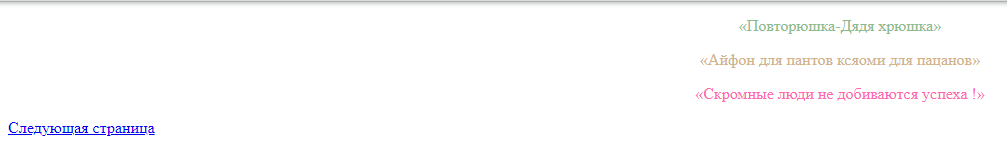 «Повторюшка-Дядя хрюшка»
«Айфон для пантов ксяоми для пацанов»
«Скромные люди не добиваются успеха !»
Следующая страница